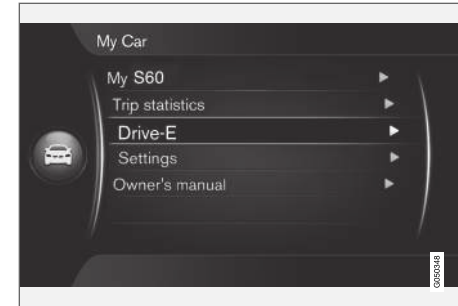 My Car
My S60
Trip statistics
Drive-E
Settings
Owner's manual
G050348